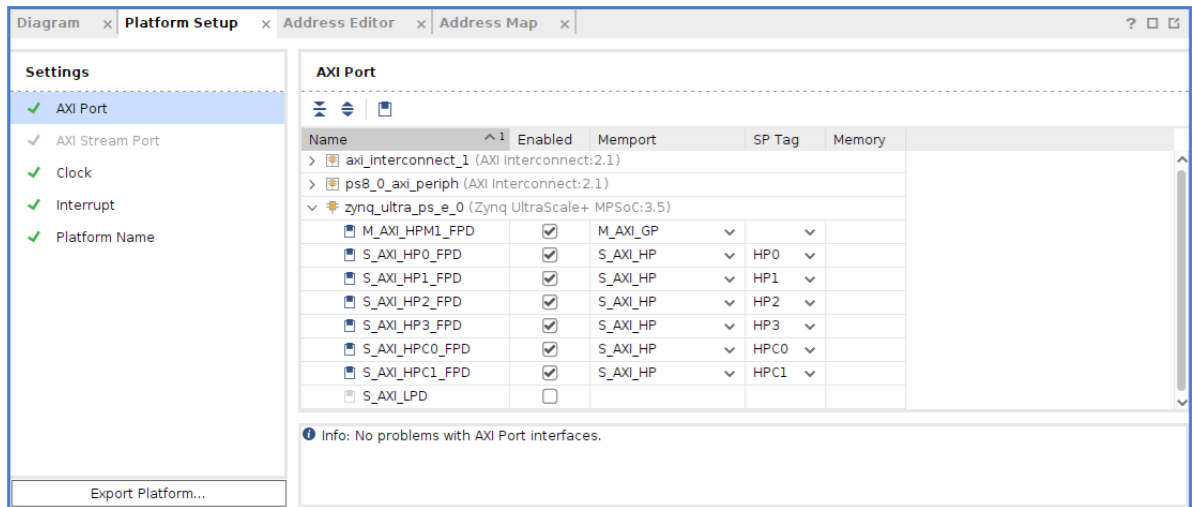 Diagram × Platform Setup × Address Editor × Address Map × ?
Settings
AXI Port
AXI Stream Port
Clock
Interrupt
Platform Name
Export Platform...
AXI Port
Name 1 Enabled Memport SP Tag Memory
axi_interconnect_1 (AXI Interconnect:2.1)
ps8_0_axi_periph (AXI Interconnect:2.1)
zynq_ultra_ps_e_0 (Zynq UltraScale+ MPSoC:3.5)
M_AXI_HPM1_FPD M_AXI_GP
S_AXI_HP0_FPD S_AXI_HP HP0
S_AXI_HP1_FPD S_AXI_HP HP1
S_AXI_HP2_FPD S_AXI_HP HP2
S_AXI_HP3_FPD S_AXI_HP HP3
S_AXI_HPC0_FPD S_AXI_HP HPC0
S_AXI_HPC1_FPD S_AXI_HP HPC1
S_AXI_LPD
Info: No problems with AXI Port interfaces.